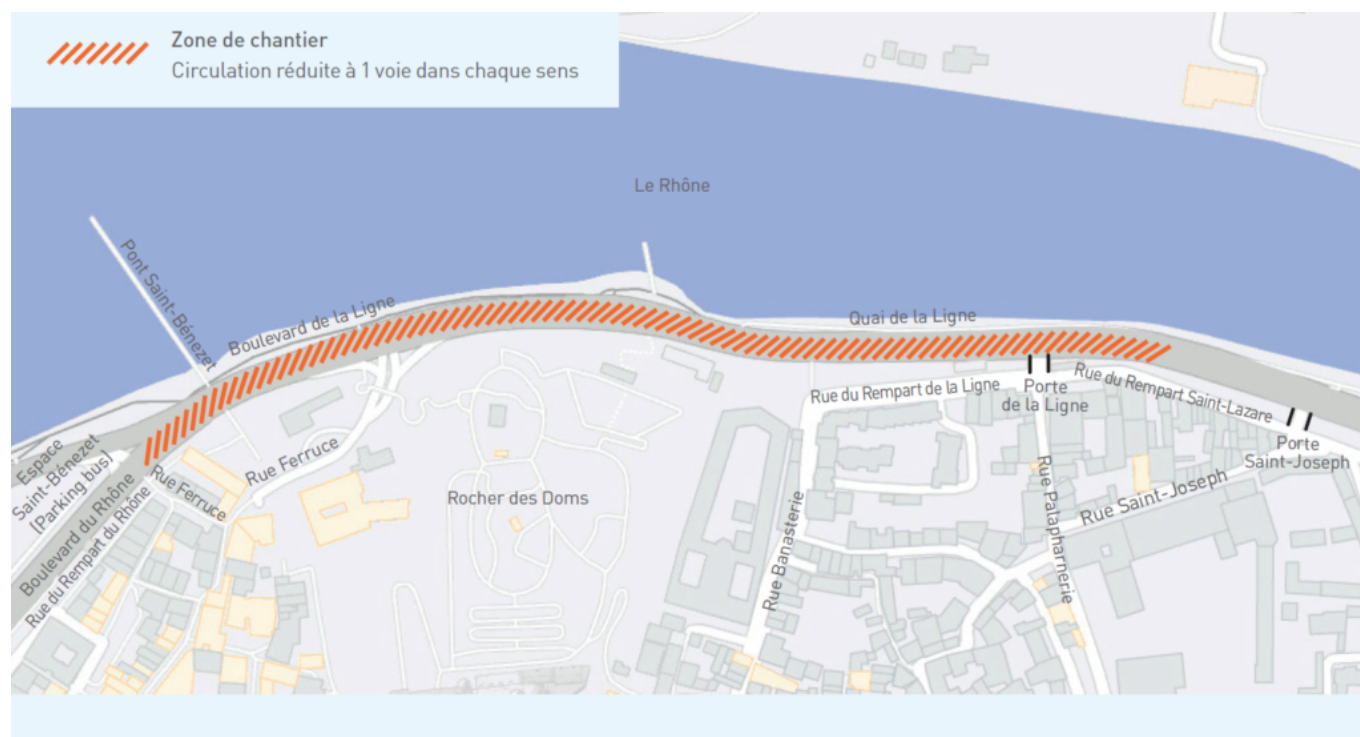 Zone de chantier
Circulation réduite à 1 voie dans chaque sens
Le Rhône
Pont Saint-Bénezet
Boulevard de la Ligne
Quai de la Ligne
Rue du Rempart de la Ligne
Porte
de la Ligne
Rue du Rempart Saint-Lazare
Porte
Saint-Joseph
Espace
Saint-Bénezet
(Parking bus)
Boulevard du Rhône
Rue du Rempart du Rhône
Rue Ferruce
Rue Ferruce
Rocher des Doms
Rue Banasterie
Rue Patapharnerie
Rue Saint-Joseph